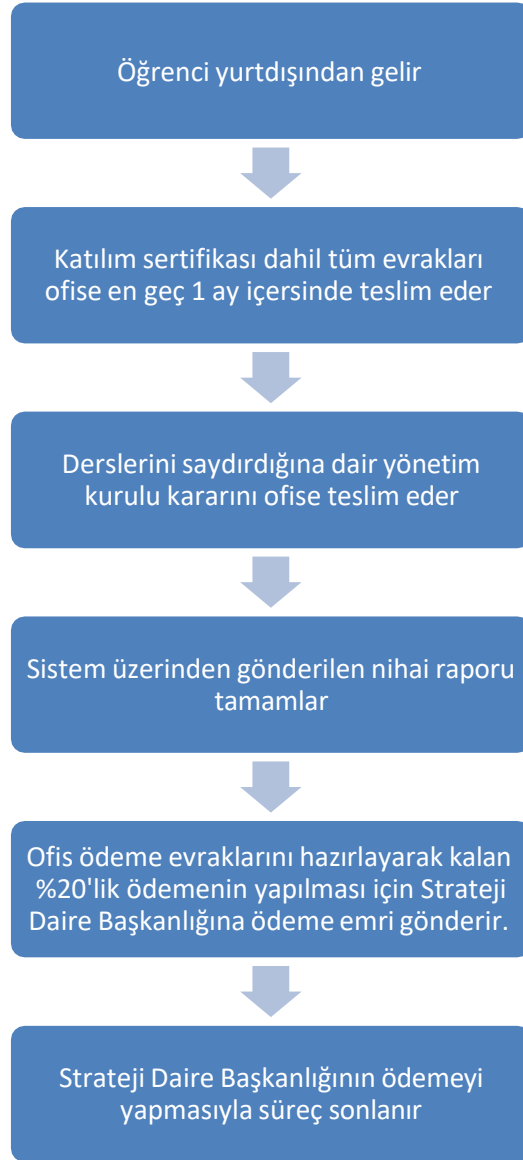 Öğrenci yurtdışından gelir
Katılım sertifikası dahil tüm evrakları
ofise en geç 1 ay içersinde teslim eder
Derslerini saydırdığına dair yönetim
kurulu kararını ofise teslim eder
Sistem üzerinden gönderilen nihai raporu
tamamlar
Ofis ödeme evraklarını hazırlayarak kalan
%20'lik ödemenin yapılması için Strateji
Daire Başkanlığına ödeme emri gönderir.
Strateji Daire Başkanlığının ödemeyi
yapmasıyla süreç sonlanır